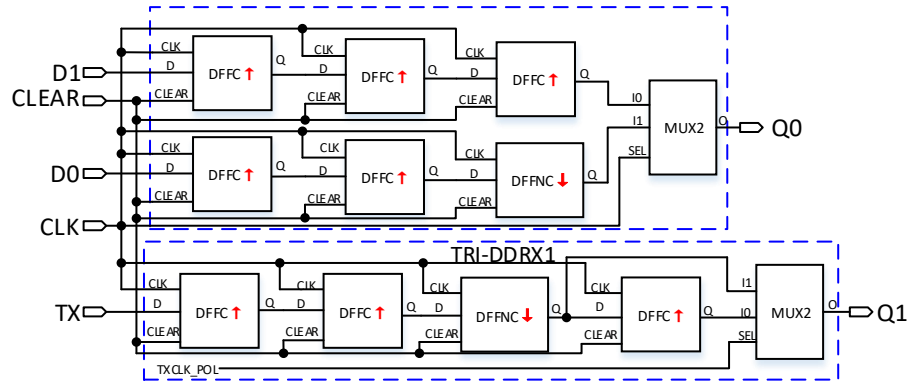 CLK
D
CLEAR
DFFC
Q
CLK
D
CLEAR
DFFC
Q
CLK
D
CLEAR
DFFC
Q
I0
I1
SEL
MUX2
O
Q0
D1
CLEAR
D0
CLK
CLK
D
CLEAR
DFFC
Q
CLK
D
CLEAR
DFFC
Q
CLK
D
CLEAR
DFFNC
Q
TRI-DDRX1
TX
CLK
D
CLEAR
DFFC
Q
CLK
D
CLEAR
DFFC
Q
CLK
D
CLEAR
DFFNC
Q
CLK
D
CLEAR
DFFC
Q
I1
I0
SEL
MUX2
O
Q1
TXCLK_POL